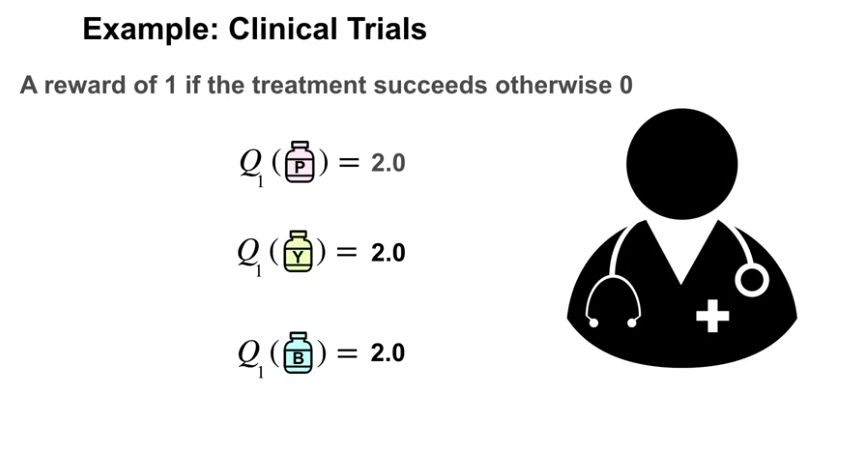 Example: Clinical Trials
A reward of 1 if the treatment succeeds otherwise 0
Q₁ (P) = 2.0
Q₁ (Y) = 2.0
Q₁ (B) = 2.0